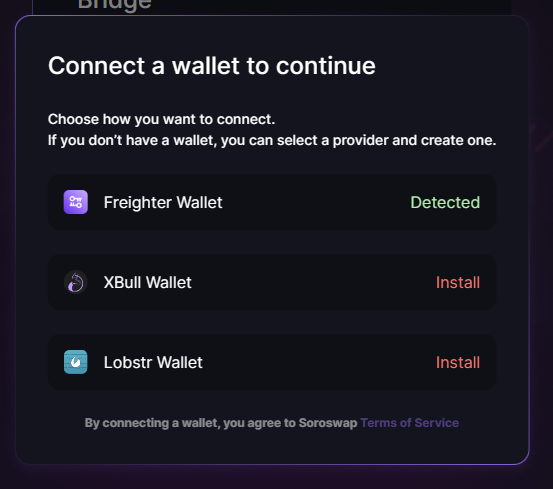 Bridge
Connect a wallet to continue
Choose how you want to connect.
If you don't have a wallet, you can select a provider and create one.
Freighter Wallet Detected
XBull Wallet Install
Lobstr Wallet Install
By connecting a wallet, you agree to Soroswap Terms of Service